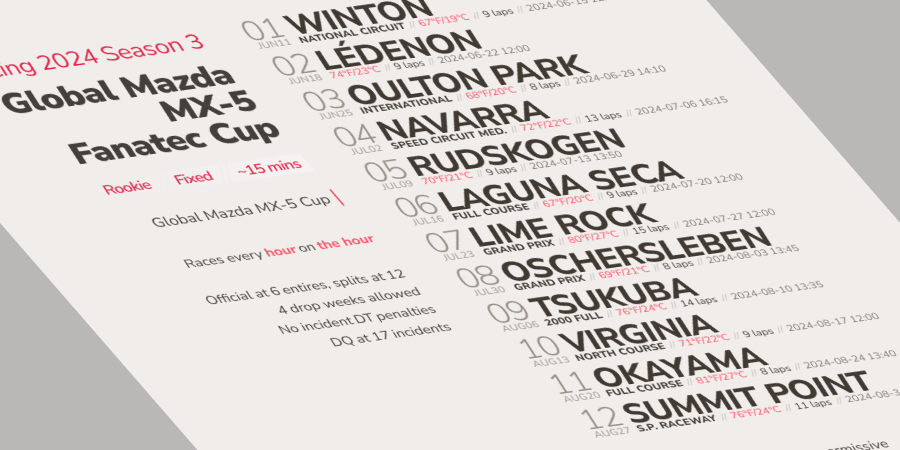 ing 2024 Season 3
Global Mazda
MX-5
Fanatec Cup
Rookie Fixed ~15 mins
Global Mazda MX-5 Cup |
Races every hour on the hour
Official at 6 entires, splits at 12
4 drop weeks allowed
No incident DT penalties
DQ at 17 incidents
01 WINTON
JUN11 NATIONAL CIRCUIT // 67°F/19°C // 9 laps // 2024-06-15
02 LÉDENON
JUN18 74°F/23°C // 9 laps // 2024-06-22 12:00
03 OULTON PARK
JUN25 INTERNATIONAL // 68°F/20°C // 8 laps // 2024-06-29 14:10
04 NAVARRA
JUL02 SPEED CIRCUIT MED. // 72°F/22°C // 13 laps // 2024-07-06 16:15
05 RUDSKOGEN
JUL09 70°F/21°C // 9 laps // 2024-07-13 13:50
06 LAGUNA SECA
JUL16 FULL COURSE // 67°F/20°C // 9 laps // 2024-07-20 12:00
07 LIME ROCK
JUL23 GRAND PRIX // 80°F/27°C // 15 laps // 2024-07-27 12:00
08 OSCHERSLEBEN
JUL30 GRAND PRIX // 69°F/21°C // 8 laps // 2024-08-03 13:45
09 TSUKUBA
AUG06 2000 FULL // 76°F/24°C // 14 laps // 2024-08-10 13:35
10 VIRGINIA
AUG13 NORTH COURSE // 71°F/22°C // 9 laps // 2024-08-17 12:00
11 OKAYAMA
AUG20 FULL COURSE // 81°F/27°C // 8 laps // 2024-08-24 13:40
12 SUMMIT POINT
AUG27 S.P. RACEWAY // 76°F/24°C // 11 laps // 2024-08-3
ermissive